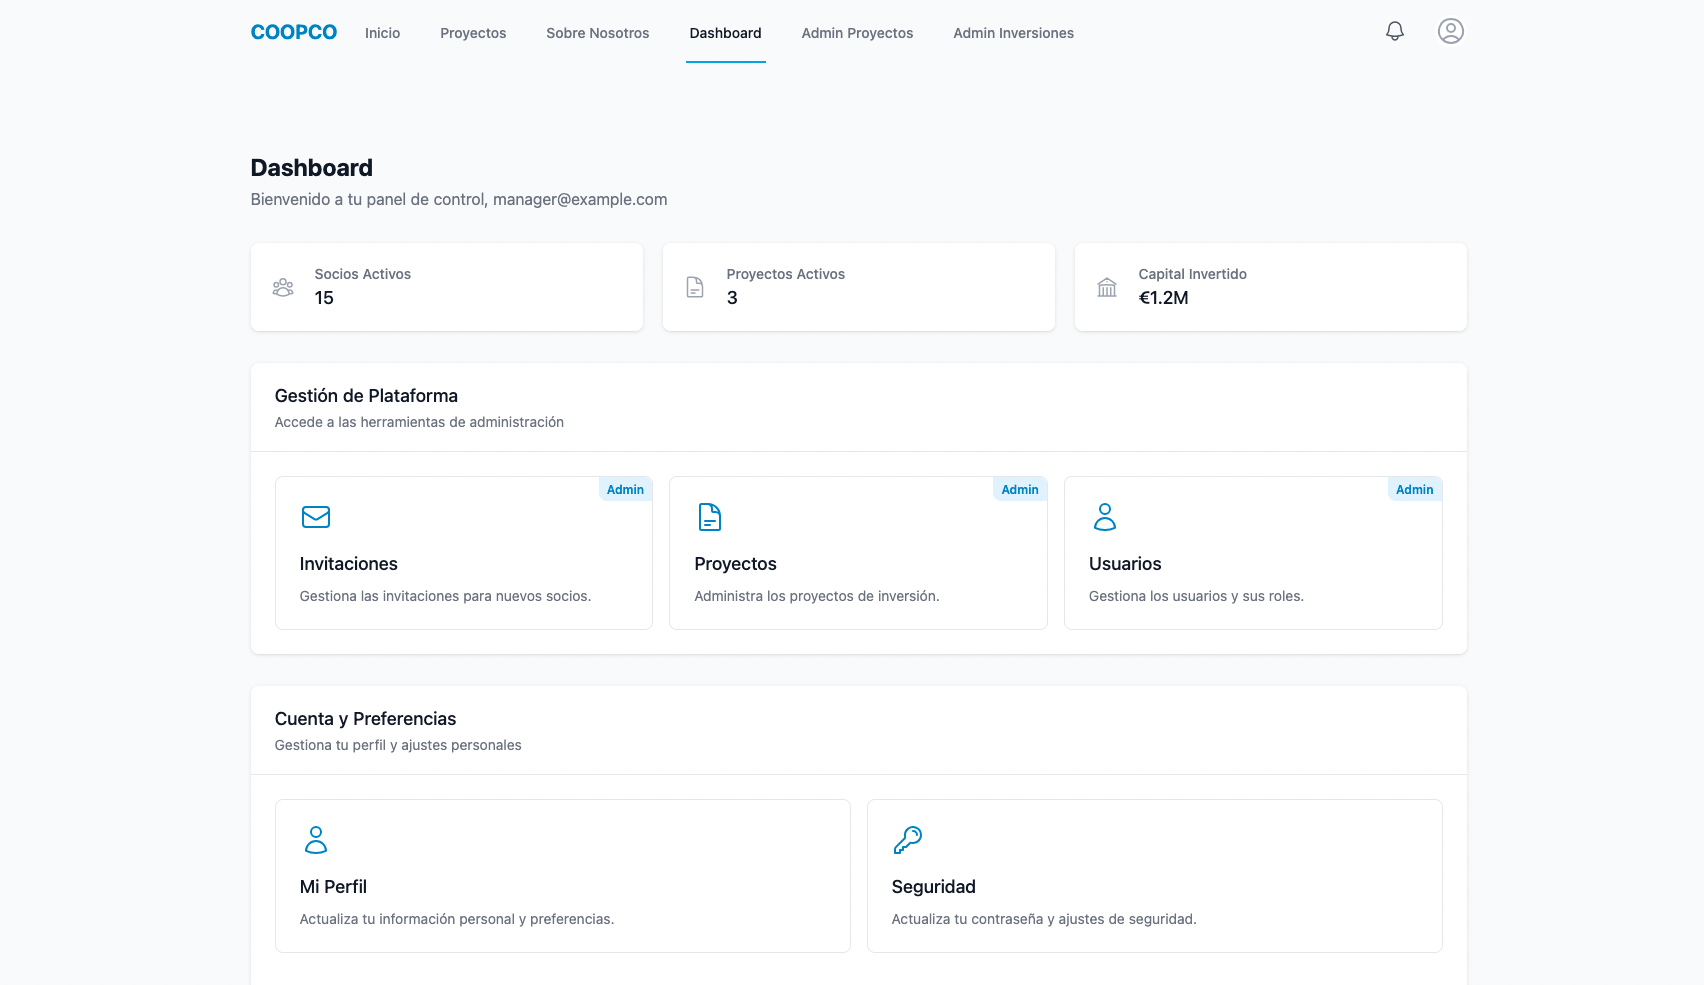 COOPCO
Inicio
Proyectos
Sobre Nosotros
Dashboard
Admin Proyectos
Admin Inversiones
Dashboard
Bienvenido a tu panel de control, manager@example.com
Socios Activos
15
Proyectos Activos
3
Capital Invertido
€1.2M
Gestión de Plataforma
Accede a las herramientas de administración
Admin
Invitaciones
Gestiona las invitaciones para nuevos socios.
Admin
Proyectos
Administra los proyectos de inversión.
Admin
Usuarios
Gestiona los usuarios y sus roles.
Cuenta y Preferencias
Gestiona tu perfil y ajustes personales
Mi Perfil
Actualiza tu información personal y preferencias.
Seguridad
Actualiza tu contraseña y ajustes de seguridad.